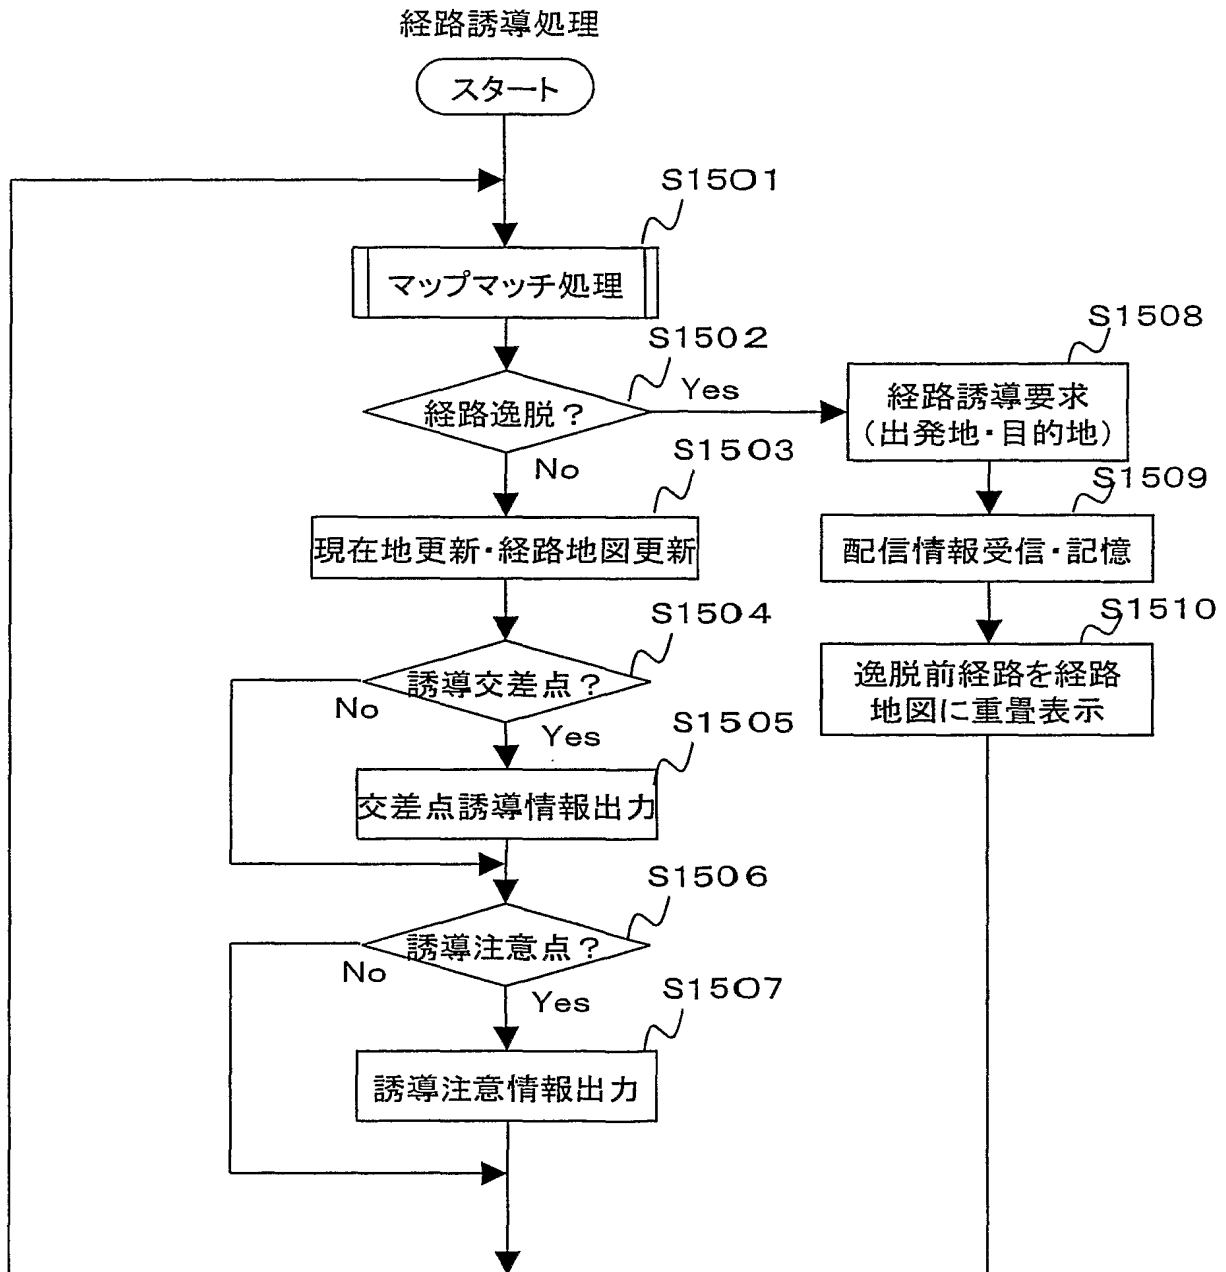 経路誘導処理
スタート
S1501
マップマッチ処理
S1502
経路逸脱？
Yes
No
S1508
経路誘導要求
(出発地・目的地)
S1503
現在地更新・経路地図更新
S1509
配信情報受信・記憶
S1504
誘導交差点？
No
Yes
S1510
逸脱前経路を経路
地図に重畳表示
S1505
交差点誘導情報出力
S1506
誘導注意点？
No
Yes
S1507
誘導注意情報出力